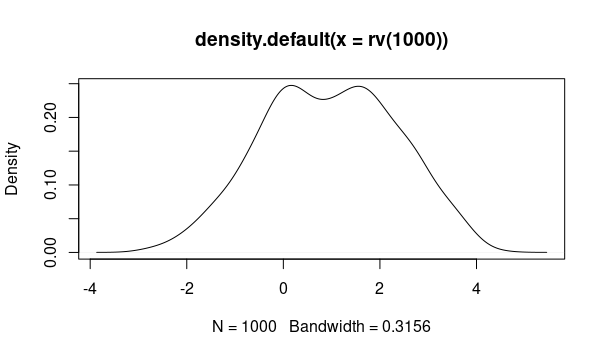 density.default(x = rv(1000))
Density
0.20
0.10
0.00
-4 -2 0 2 4
N = 1000 Bandwidth = 0.3156